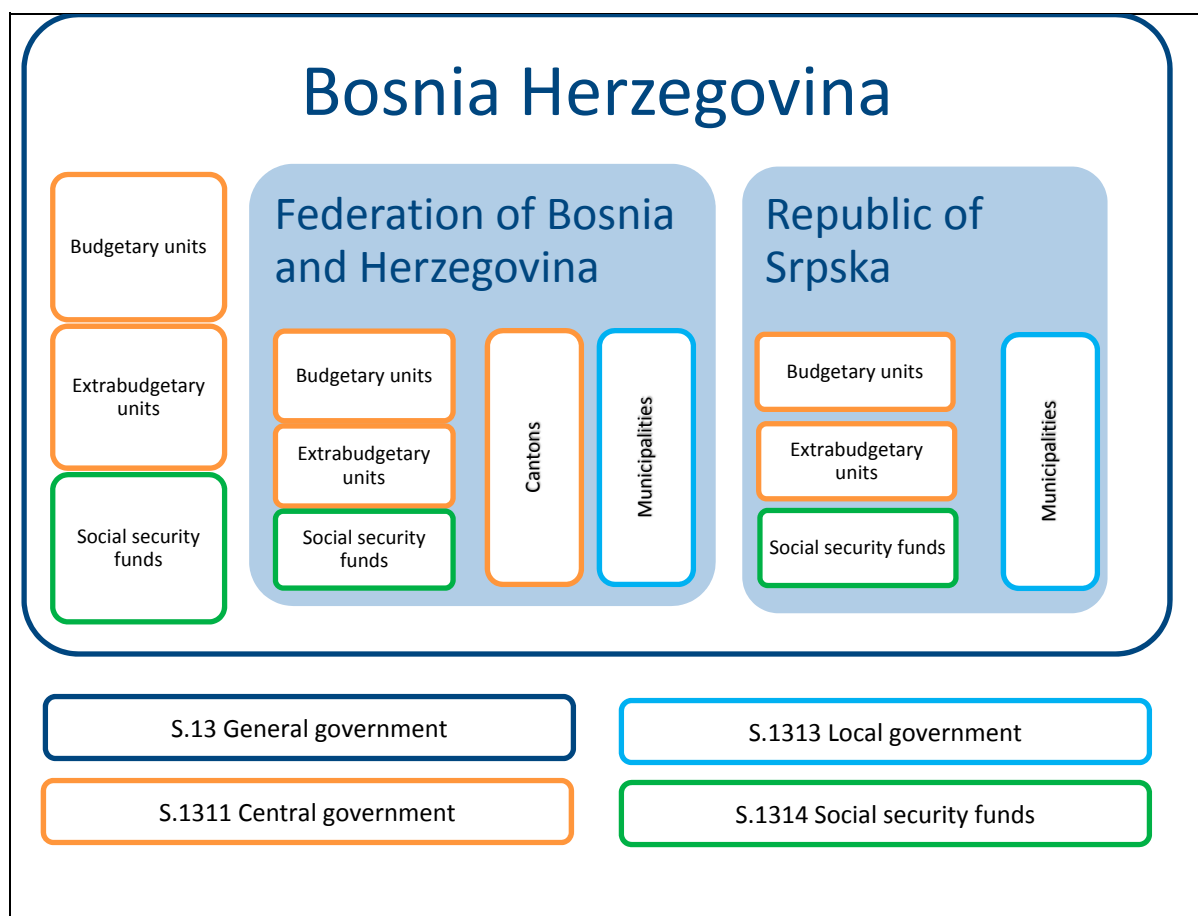 Bosnia Herzegovina
Budgetary units
Extrabudgetary
units
Social security
funds
Federation of Bosnia
and Herzegovina
Budgetary units
Extrabudgetary
units
Social security
funds
Cantons
Municipalities
Republic of
Srpska
Budgetary units
Extrabudgetary
units
Social security funds
Municipalities
S.13 General government
S.1313 Local government
S.1311 Central government
S.1314 Social security funds